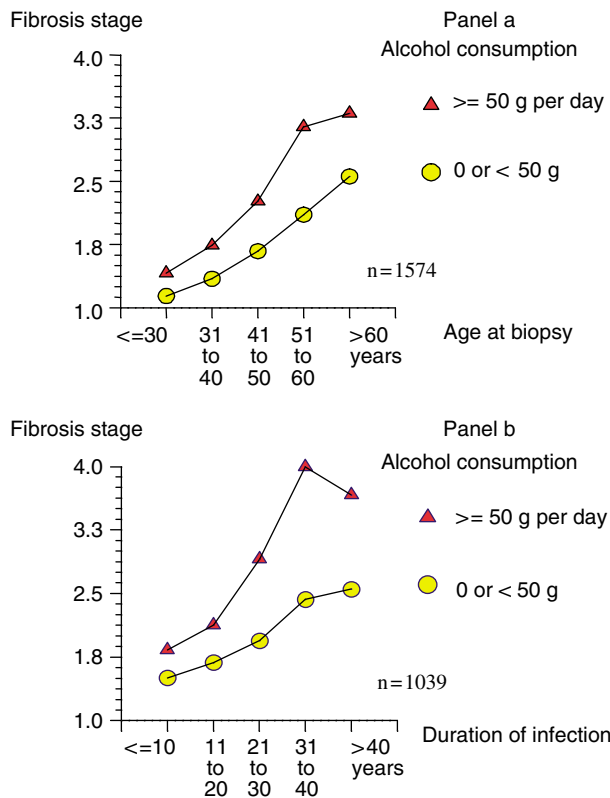 Fibrosis stage
Panel a
Alcohol consumption
4.0
>= 50 g per day
3.3
0 or < 50 g
2.5
1.8
n=1574
1.0
<=30 31 41 51 >60
to to to years
40 50 60
Age at biopsy
Fibrosis stage
Panel b
Alcohol consumption
4.0
>= 50 g per day
3.3
0 or < 50 g
2.5
1.8
n=1039
1.0
<=10 11 21 31 >40
to to to years
20 30 40
Duration of infection